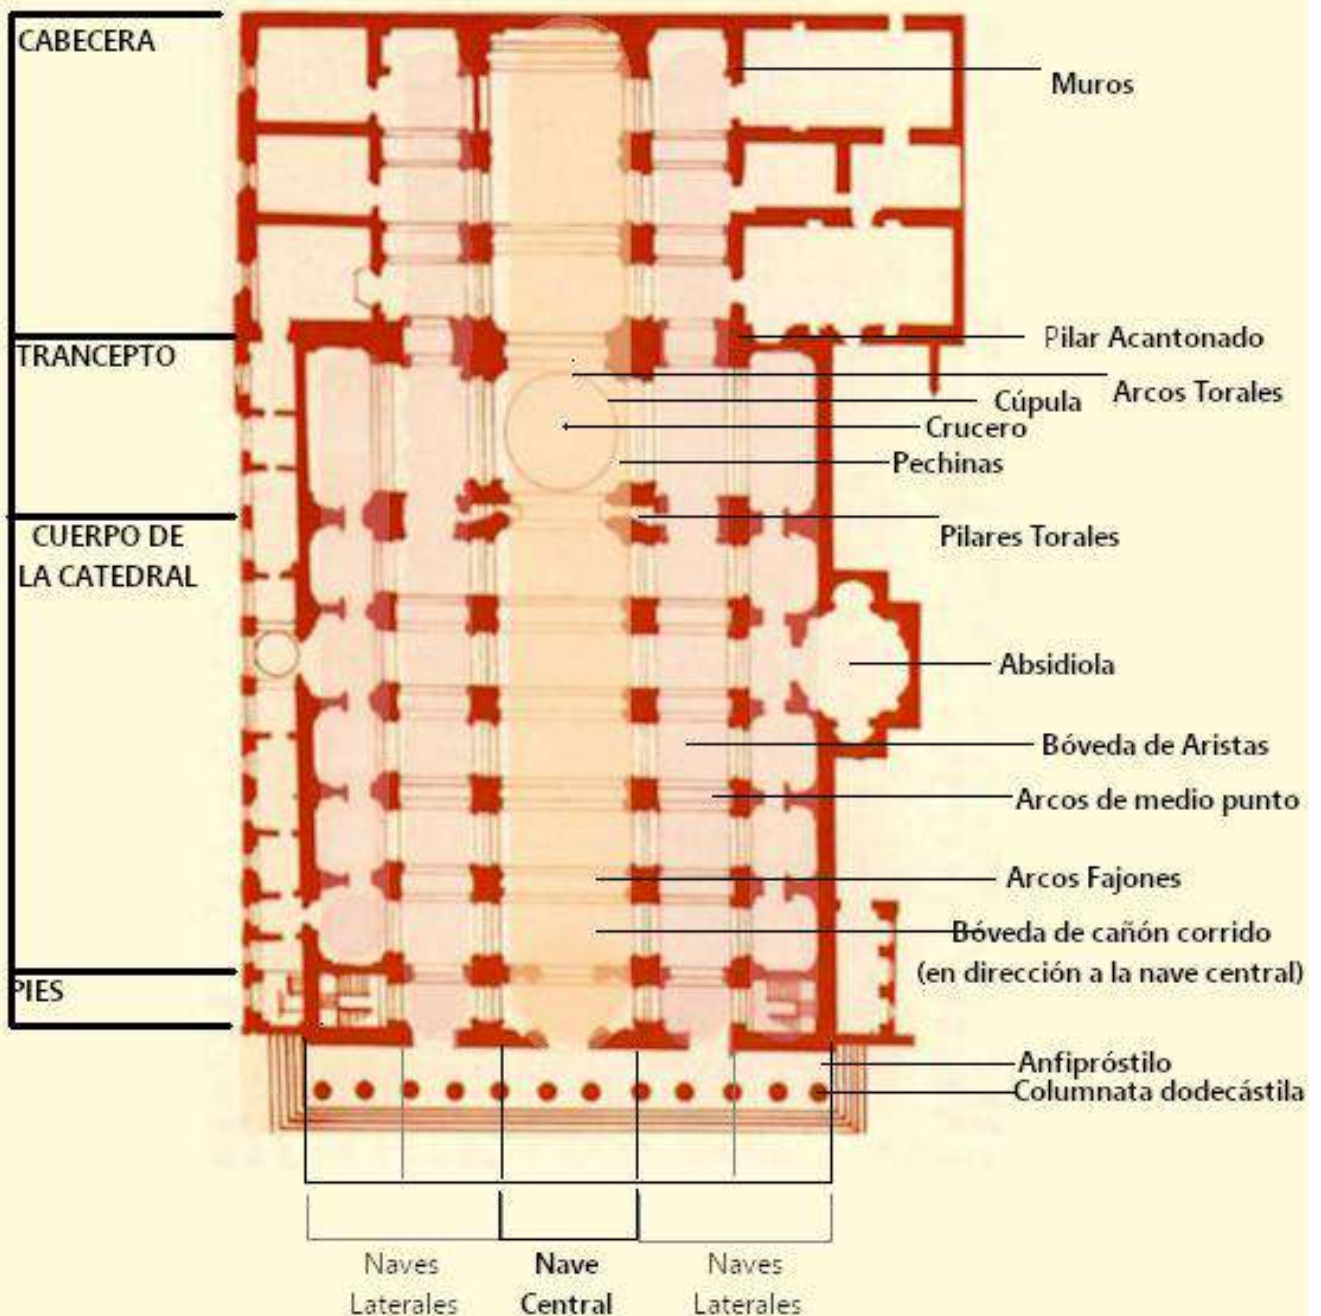 CABECERA
Muros
TRANCEPTO
Pilar Acantonado
Arcos Torales
Cúpula
Crucero
Pechinas
CUERPO DE
LA CATEDRAL
Pilares Torales
Absidiola
Bóveda de Aristas
Arcos de medio punto
Arcos Fajones
Bóveda de cañón corrido
(en dirección a la nave central)
PIES
Anfipróstilo
Columnata dodecástila
Naves
Laterales
Nave
Central
Naves
Laterales